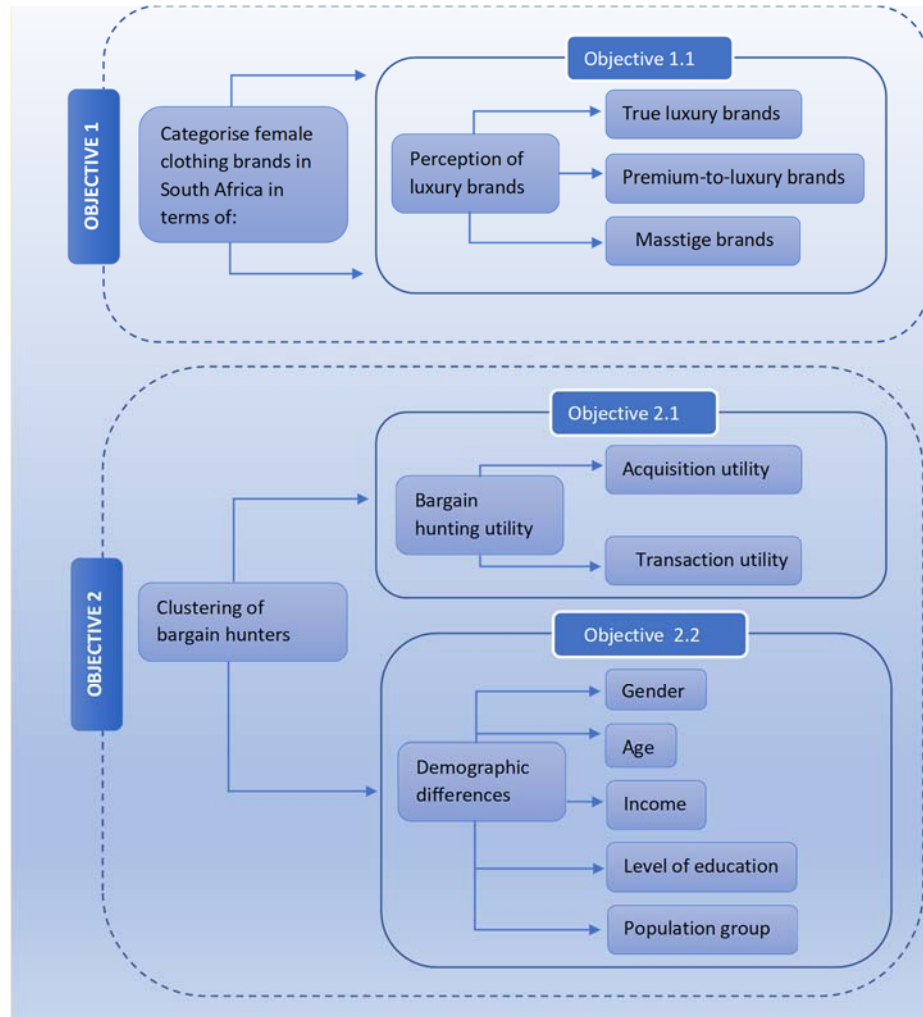 OBJECTIVE 1
Categorise female
clothing brands in
South Africa in
terms of:
Objective 1.1
Perception of
luxury brands
True luxury brands
Premium-to-luxury brands
Masstige brands
OBJECTIVE 2
Clustering of
bargain hunters
Objective 2.1
Bargain
hunting utility
Acquisition utility
Transaction utility
Objective 2.2
Demographic
differences
Gender
Age
Income
Level of education
Population group